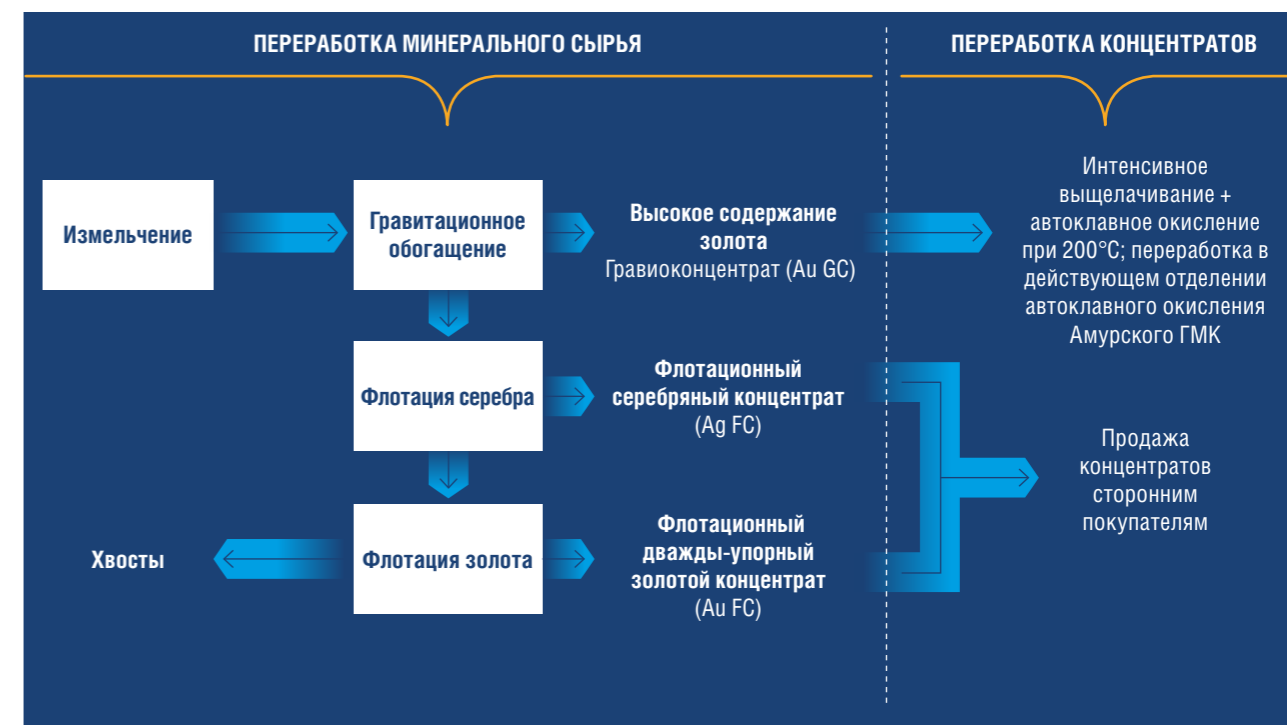 ПЕРЕРАБОТКА МИНЕРАЛЬНОГО СЫРЬЯ
ПЕРЕРАБОТКА КОНЦЕНТРАТОВ
Измельчение
Гравитационное
обогащение
Высокое содержание
золота
Гравиоконцентрат (Au GC)
Интенсивное
выщелачивание +
автоклавное окисление
при 200°С; переработка в
действующем отделении
автоклавного окисления
Амурского ГМК
Флотация серебра
Флотационный
серебряный концентрат
(Ag FC)
Продажа
концентратов
сторонним
покупателям
Хвосты
Флотация золота
Флотационный
дважды-упорный
золотой концентрат
(Au FC)